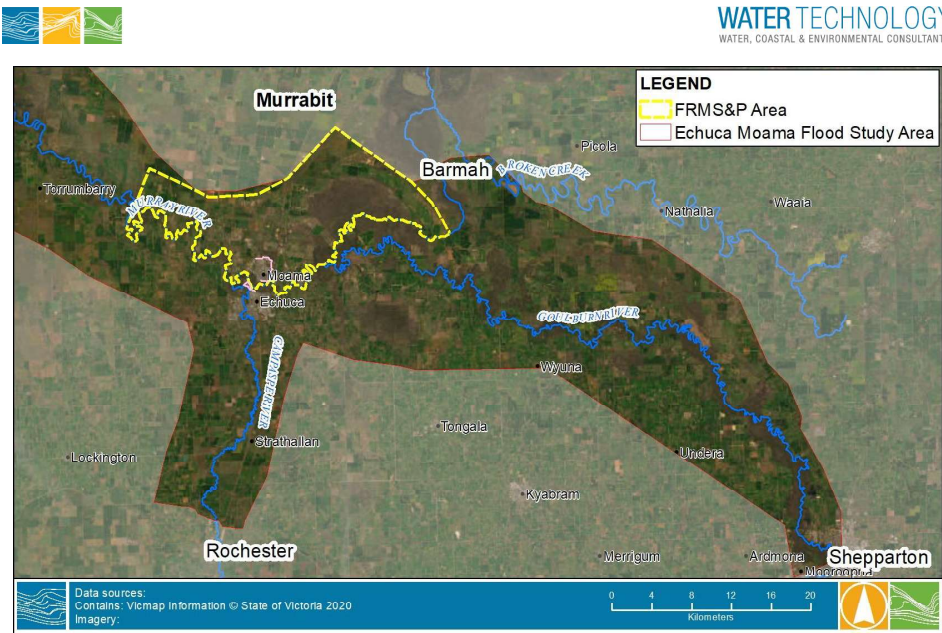 WATER TECHNOLOGY
WATER, COASTAL & ENVIRONMENTAL CONSULTANT
LEGEND
FRMS&P Area
Echuca Moama Flood Study Area
Murrabit
Picola
Barmah
BROKEN CREEK
Torrumbarry
Waaia
Nathalia
MURRAY RIVER
Moama
Echuca
GOULBURN RIVER
CAMPASPE RIVER
Wyuna
Tongala
Strathallan
Undera
Lockington
Kyabram
Rochester
Merrigum
Ardmona
Shepparton
Mooroopna
Data sources:
Contains: Vicmap Information © State of Victoria 2020
Imagery:
0 4 8 12 16 20
Kilometers